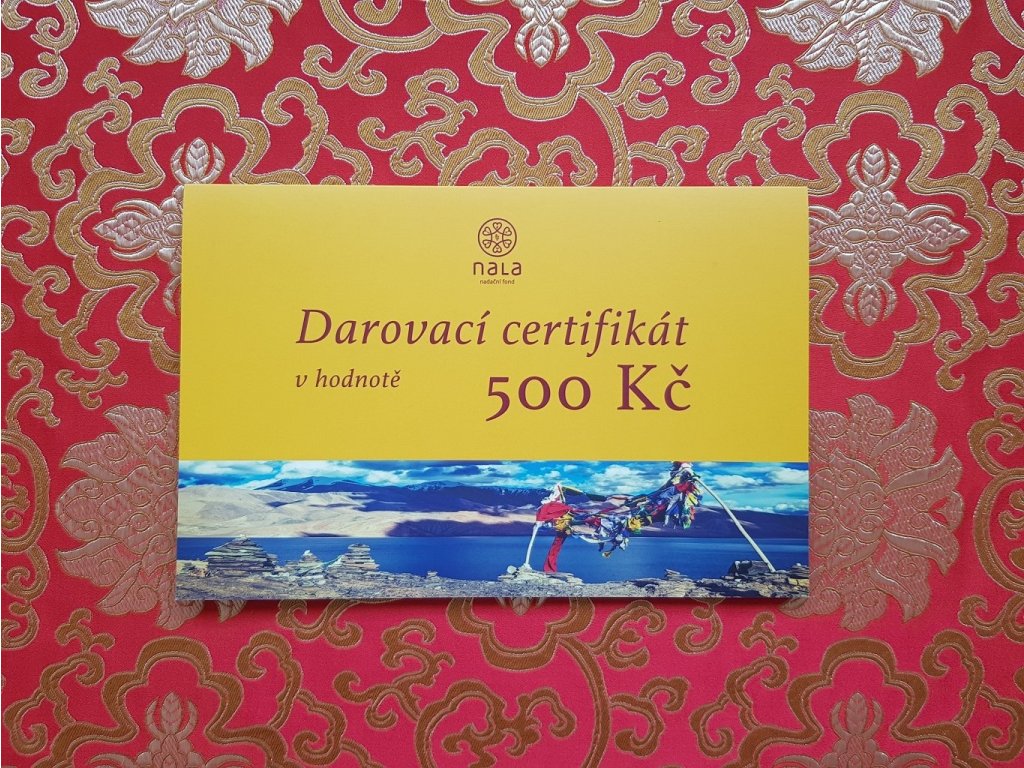 nala
nadační fond
Darovací certifikát
v hodnotě 500 Kč